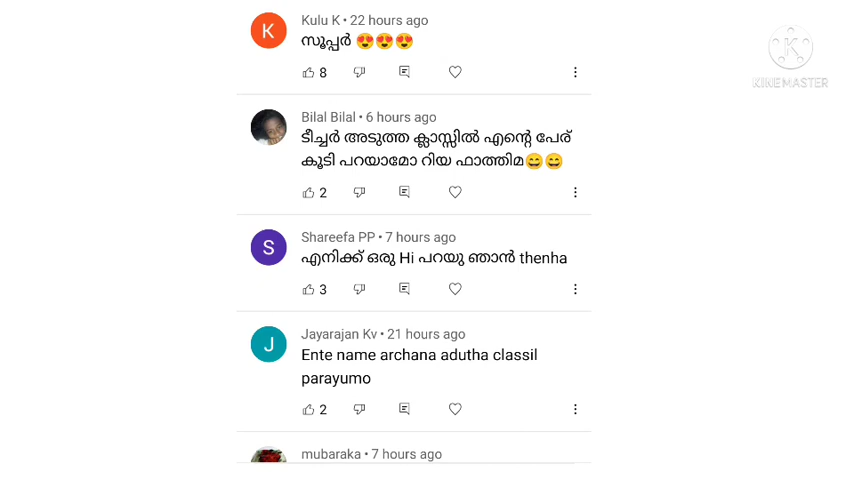 Kulu K • 22 hours ago
സൂപ്പർ 😍😍😍
8
Bilal Bilal • 6 hours ago
ടീച്ചർ അടുത്ത ക്ലാസ്സിൽ എന്റെ പേര്
കൂടി പറയാമോ റിയ ഫാത്തിമ😄😄
2
Shareefa PP • 7 hours ago
എനിക്ക് ഒരു Hi പറയു ഞാൻ thenha
3
Jayarajan Kv • 21 hours ago
Ente name archana adutha classil
parayumo
2
mubaraka • 7 hours ago
K
K
S
J
KINEMASTER